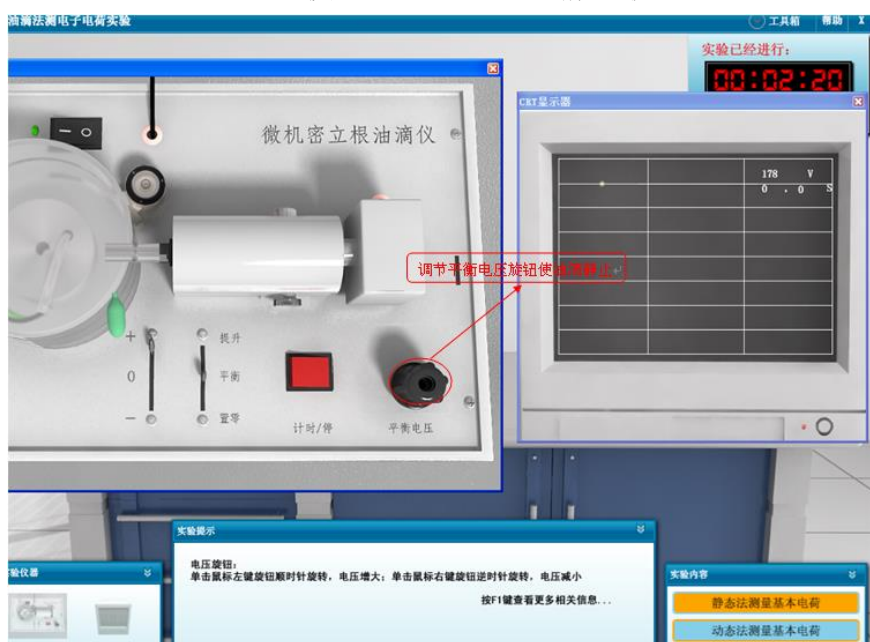 油滴法测电子电荷实验
工具箱 帮助 X
实验已经进行:
00:02:20
CRT显示器
微机密立根油滴仪
178 V
0 . 0 S
调节平衡电压旋钮使油滴静止
+
0
−
提升
平衡
置零
计时/停
平衡电压
实验提示
电压旋钮:
单击鼠标左键旋钮顺时针旋转，电压增大；单击鼠标右键旋钮逆时针旋转，电压减小
按F1键查看更多相关信息...
验仪器
实验内容
静态法测量基本电荷
动态法测量基本电荷